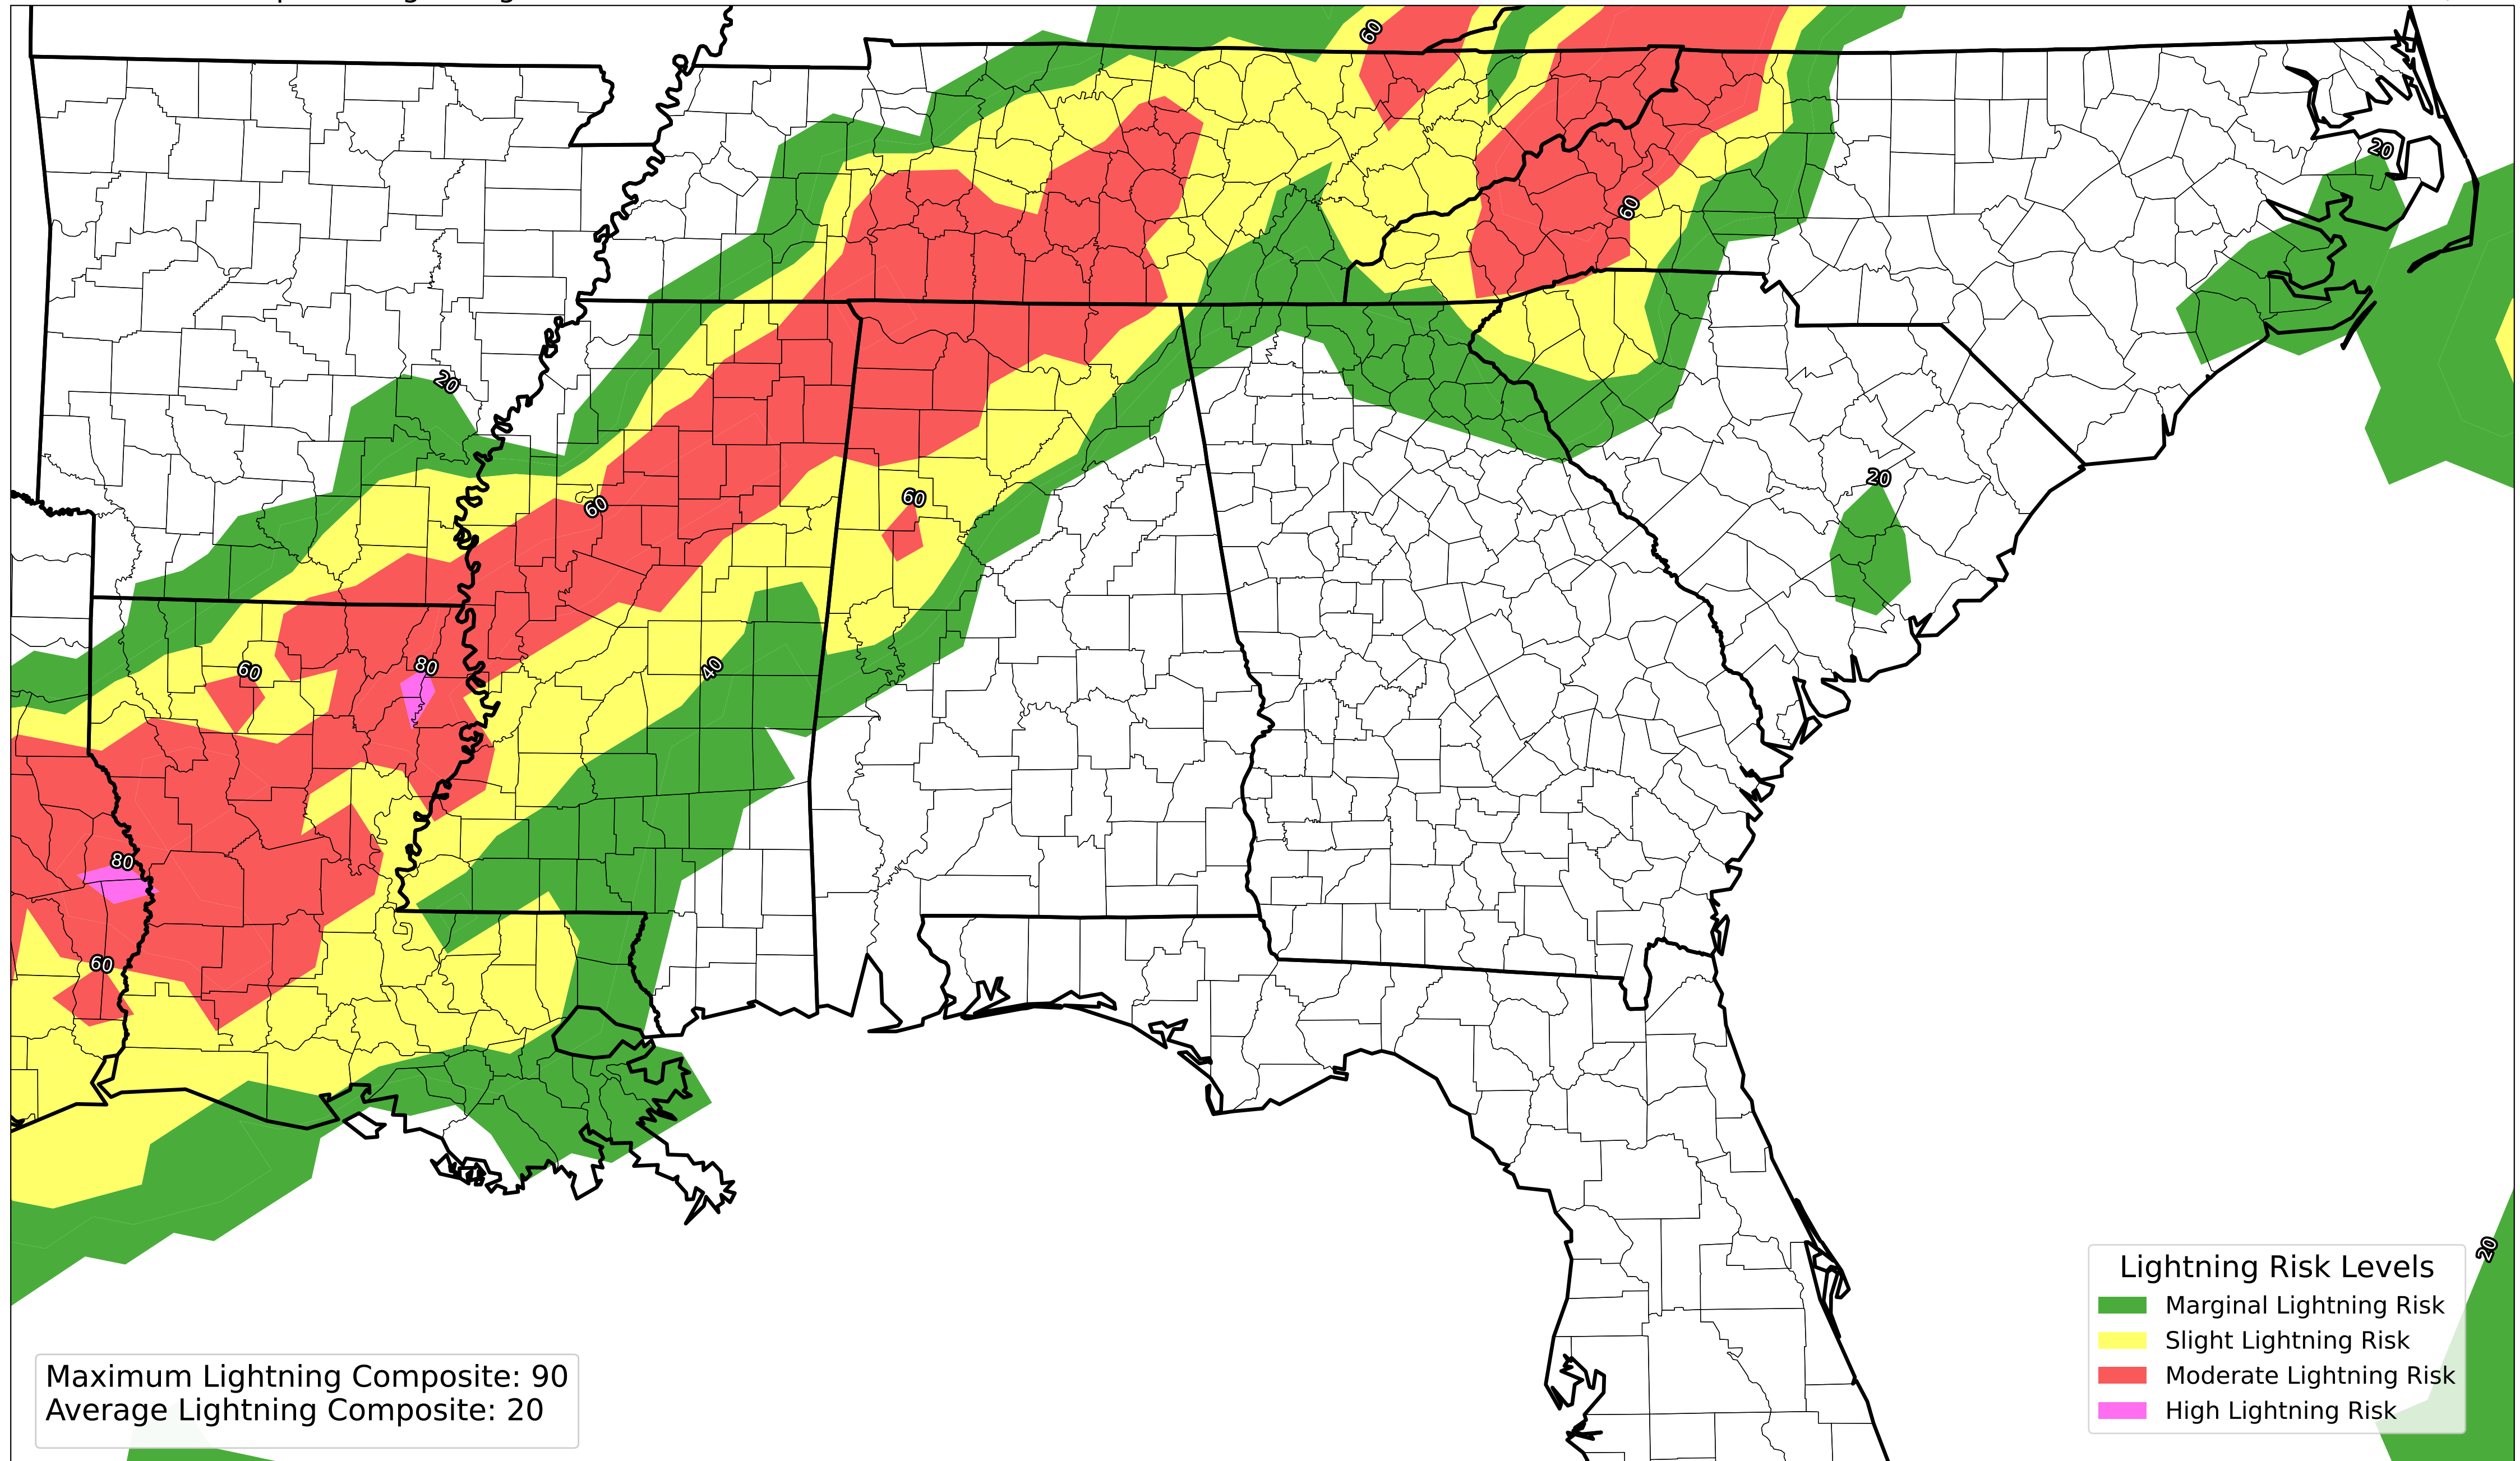 60
20
60
20
20
60
60
40
80
60
80
60
20
Lightning Risk Levels
Marginal Lightning Risk
Slight Lightning Risk
Moderate Lightning Risk
High Lightning Risk
Maximum Lightning Composite: 90
Average Lightning Composite: 20